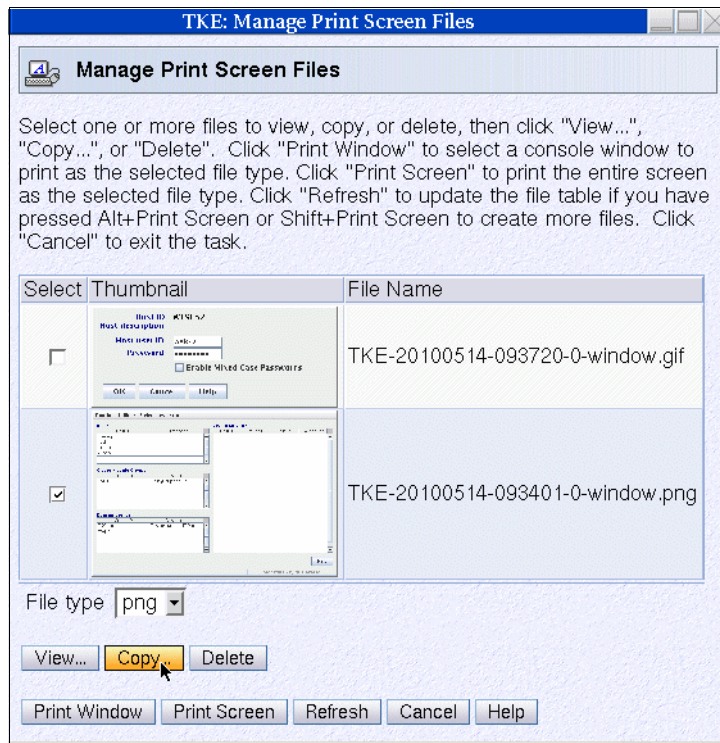 TKE: Manage Print Screen Files
Manage Print Screen Files
Select one or more files to view, copy, or delete, then click "View...",
"Copy...", or "Delete". Click "Print Window" to select a console window to
print as the selected file type. Click "Print Screen" to print the entire screen
as the selected file type. Click "Refresh" to update the file table if you have
pressed Alt+Print Screen or Shift+Print Screen to create more files. Click
"Cancel" to exit the task.
Select Thumbnail File Name
Host ID
Host description
Host user ID
Password
Enable Mixed Case Passwords
OK Cancel Help
TKE-20100514-093720-0-window.gif
TKE-20100514-093401-0-window.png
File type png
View... Copy... Delete
Print Window Print Screen Refresh Cancel Help